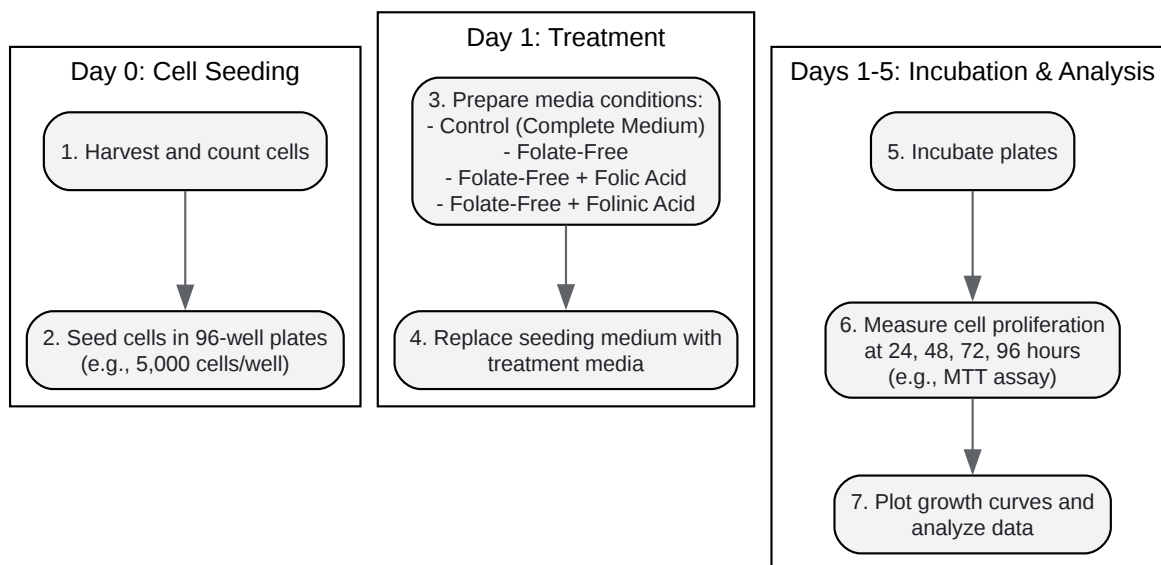 Day 0: Cell Seeding
1. Harvest and count cells
2. Seed cells in 96-well plates
(e.g., 5,000 cells/well)
Day 1: Treatment
3. Prepare media conditions:
- Control (Complete Medium)
- Folate-Free
- Folate-Free + Folic Acid
- Folate-Free + Folinic Acid
4. Replace seeding medium with
treatment media
Days 1-5: Incubation & Analysis
5. Incubate plates
6. Measure cell proliferation
at 24, 48, 72, 96 hours
(e.g., MTT assay)
7. Plot growth curves and
analyze data